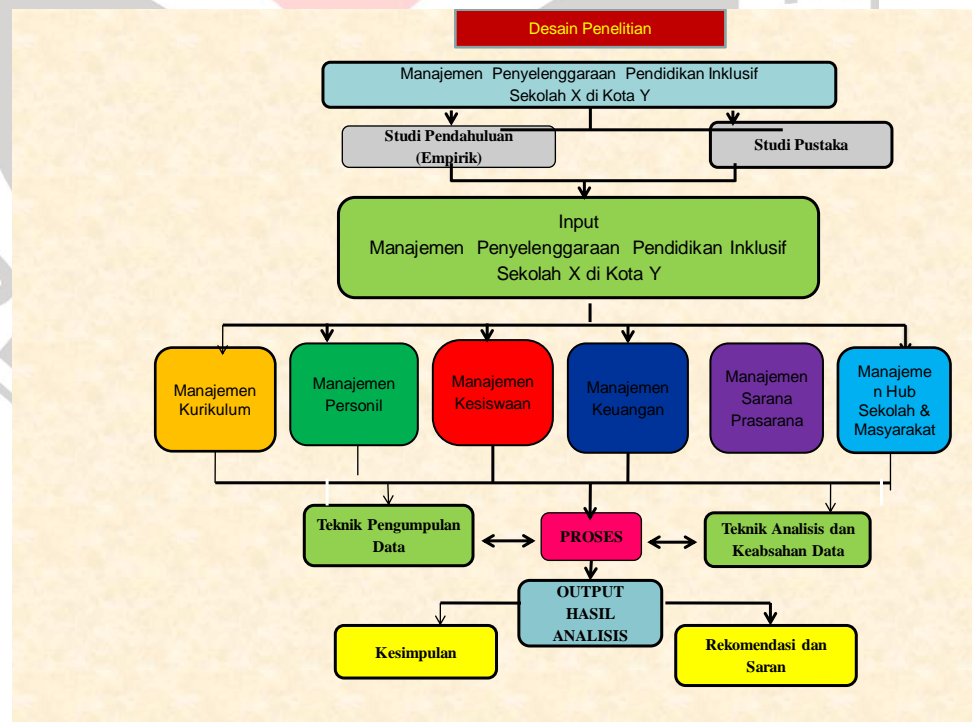 Desain Penelitian
Manajemen Penyelenggaraan Pendidikan Inklusif
Sekolah X di Kota Y
Studi Pendahuluan
(Empirik)
Studi Pustaka
Input
Manajemen Penyelenggaraan Pendidikan Inklusif
Sekolah X di Kota Y
Manajemen
Kurikulum
Manajemen
Personil
Manajemen
Kesiswaan
Manajemen
Keuangan
Manajemen
Sarana
Prasarana
Manajeme
n Hub
Sekolah &
Masyarakat
Teknik Pengumpulan
Data
PROSES
Teknik Analisis dan
Keabsahan Data
OUTPUT
HASIL
ANALISIS
Kesimpulan
Rekomendasi dan
Saran